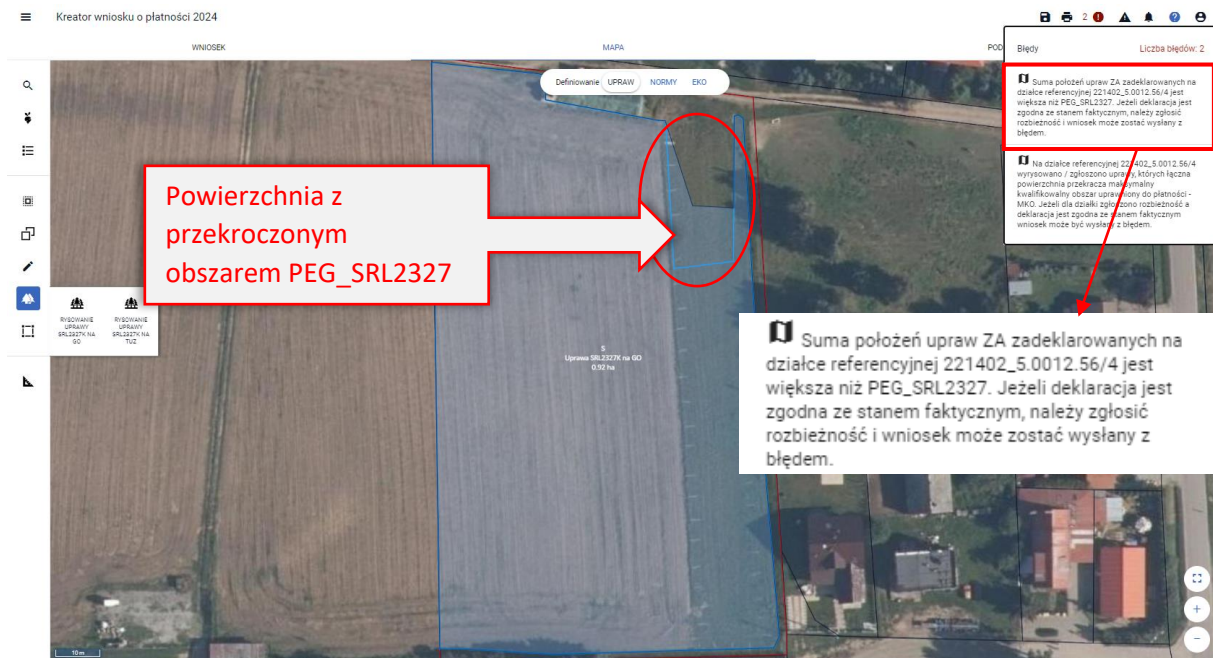 Kreator wniosku o płatności 2024
2
WNIOSEK
MAPA
POD
Definiowanie UPRAW NORMY EKO
Błędy
Liczba błędów: 2
Suma położeń upraw ZA zadeklarowanych na
działce referencyjnej 221402_5.0012.56/4 jest
większa niż PEG_SRL2327. Jeżeli deklaracja jest
zgodna ze stanem faktycznym, należy zgłosić
rozbieżność i wniosek może zostać wysłany z
błędem.
Na działce referencyjnej 221402_5.0012.56/4
wyrysowano / zgłoszono uprawy, których łączna
powierzchnia przekracza maksymalny
kwalifikowalny obszar uprawniony do płatności -
MKO. Jeżeli dla działki zgłoszono rozbieżność a
deklaracja jest zgodna ze stanem faktycznym
wniosek może być wysłany z błędem.
Powierzchnia z
przekroczonym
obszarem PEG_SRL2327
RYSOWANIE
UPRAWY
SRL2327K NA
GO
RYSOWANIE
UPRAWY
SRL2327K NA
TUZ
5
Uprawa SRL2327K na GO
0.92 ha
Suma położeń upraw ZA zadeklarowanych na
działce referencyjnej 221402_5.0012.56/4 jest
większa niż PEG_SRL2327. Jeżeli deklaracja jest
zgodna ze stanem faktycznym, należy zgłosić
rozbieżność i wniosek może zostać wysłany z
błędem.
10 m